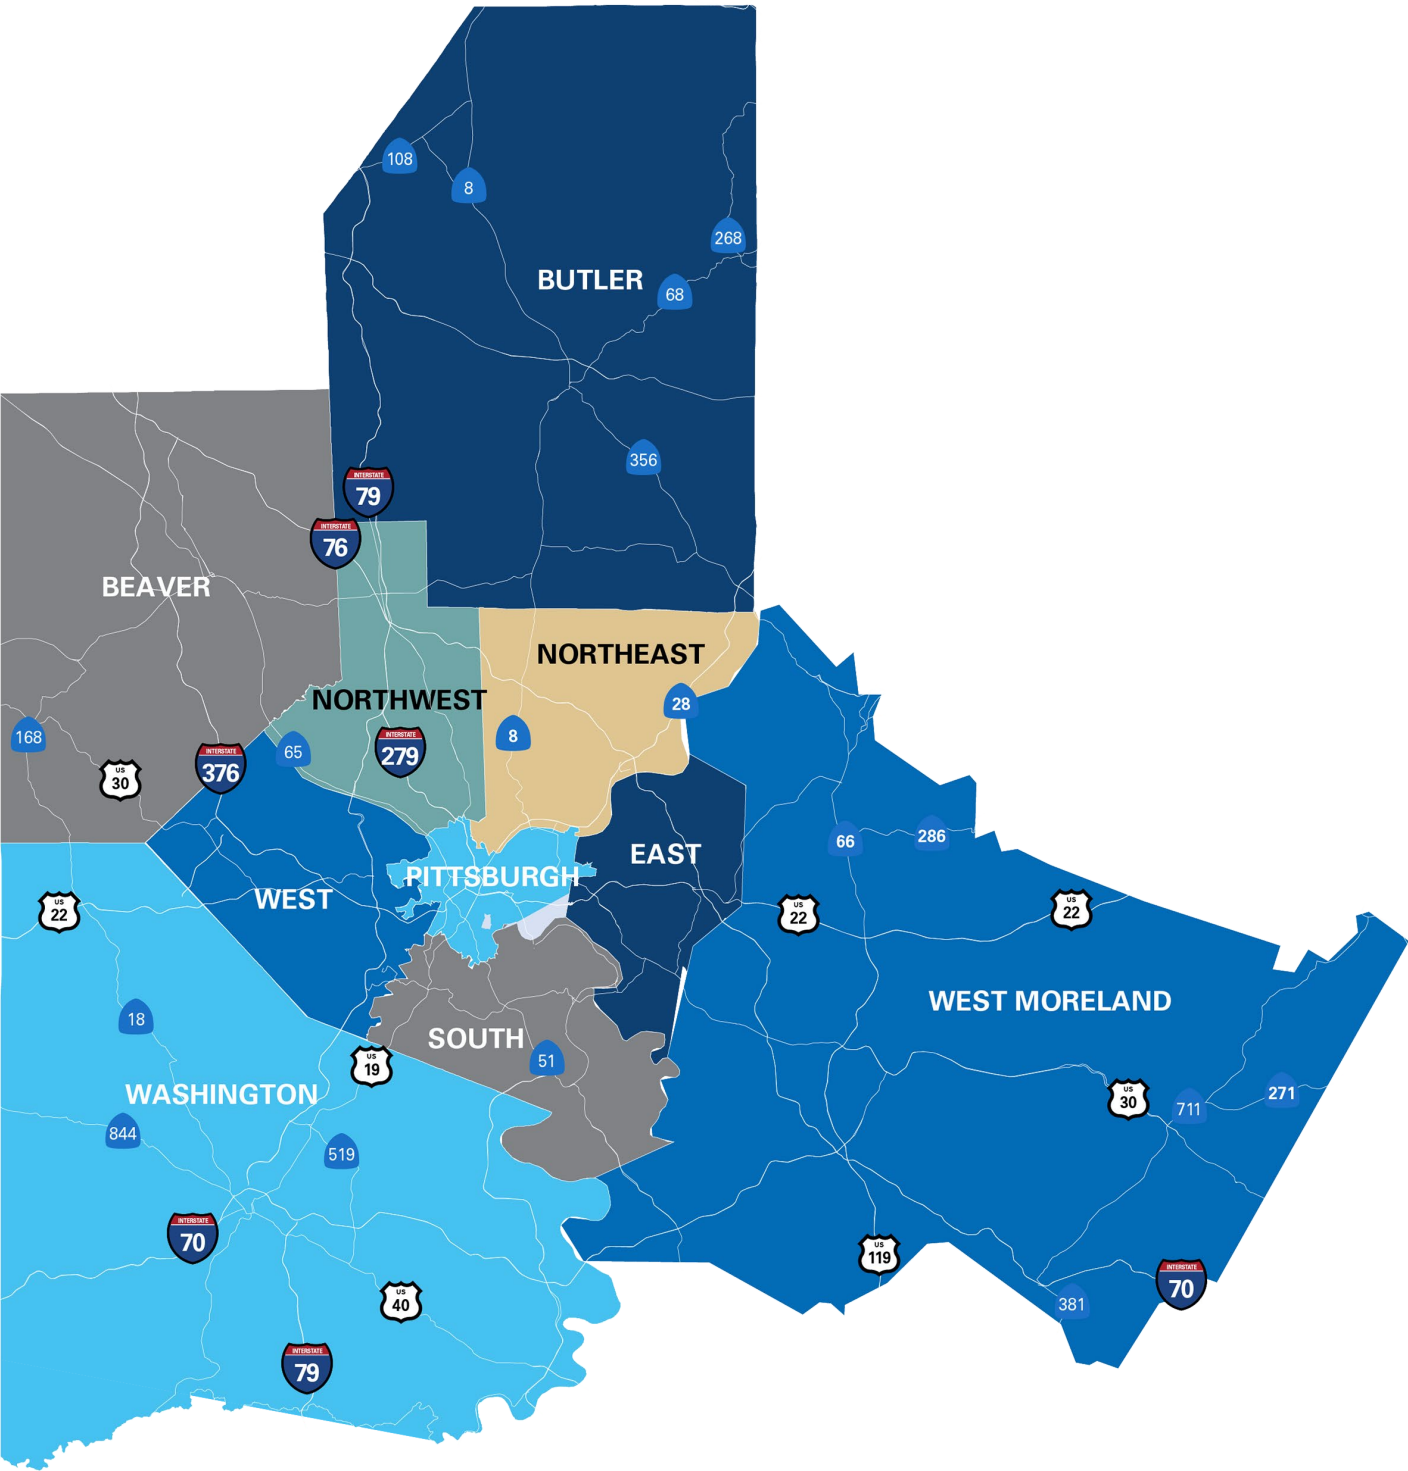 108
8
268
BUTLER
68
356
INTERSTATE
79
INTERSTATE
76
BEAVER
NORTHEAST
NORTHWEST
28
168
8
65
INTERSTATE
279
INTERSTATE
376
US
30
66
286
EAST
PITTSBURGH
WEST
US
22
US
22
US
22
WEST MORELAND
18
SOUTH
51
US
19
WASHINGTON
US
30
711
271
844
519
INTERSTATE
70
US
119
US
40
INTERSTATE
70
381
INTERSTATE
79